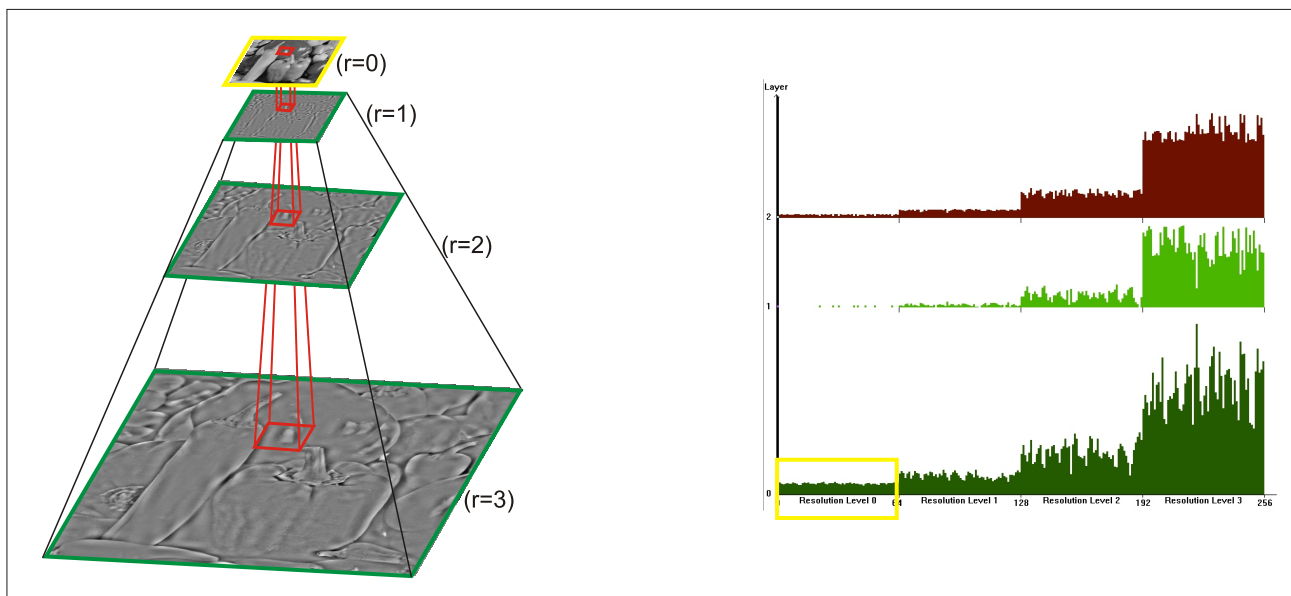 (r=0)
(r=1)
(r=2)
(r=3)
Layer
2
1
0
Resolution Level 0
Resolution Level 1
Resolution Level 2
Resolution Level 3
0 64 128 192 256